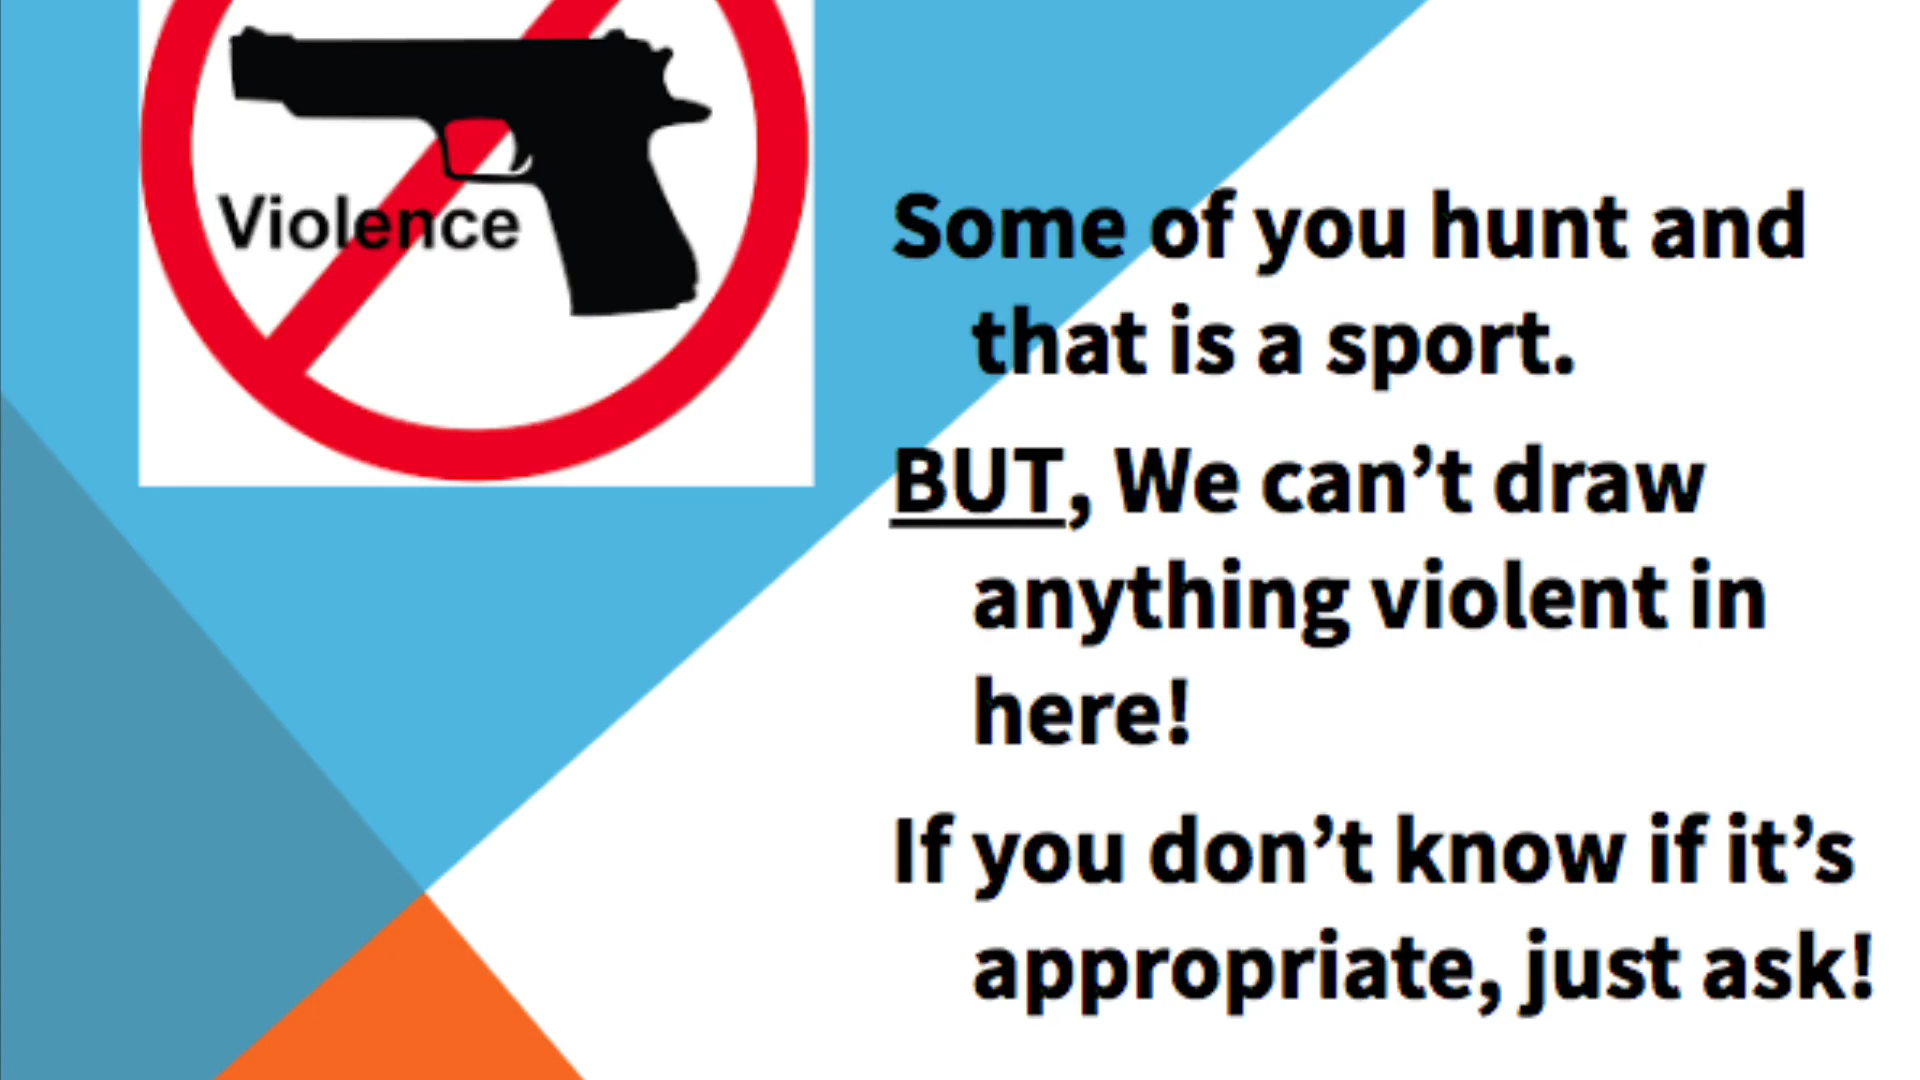 Violence
Some of you hunt and
that is a sport.
BUT, We can’t draw
anything violent in
here!
If you don’t know if it’s
appropriate, just ask!